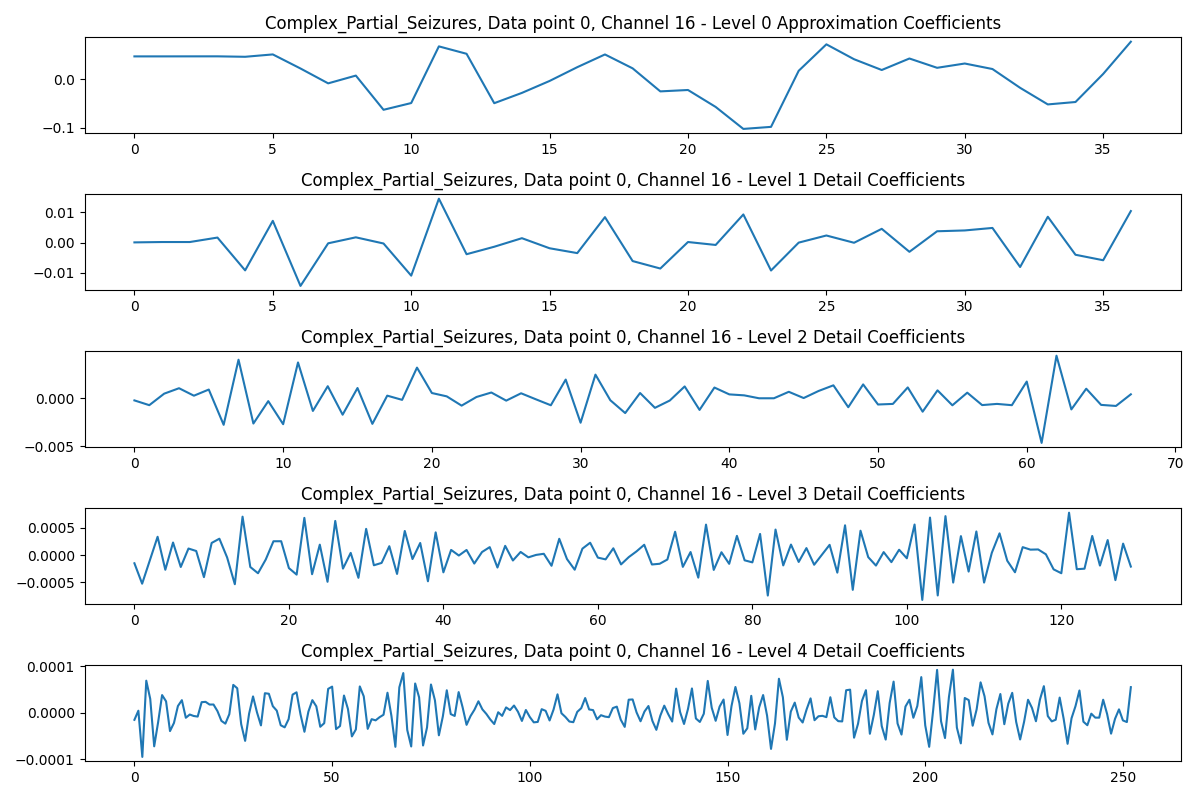 Complex_Partial_Seizures, Data point 0, Channel 16 - Level 0 Approximation Coefficients
0.0
−0.1
0 5 10 15 20 25 30 35
Complex_Partial_Seizures, Data point 0, Channel 16 - Level 1 Detail Coefficients
0.01
0.00
−0.01
0 5 10 15 20 25 30 35
Complex_Partial_Seizures, Data point 0, Channel 16 - Level 2 Detail Coefficients
0.000
−0.005
0 10 20 30 40 50 60 70
Complex_Partial_Seizures, Data point 0, Channel 16 - Level 3 Detail Coefficients
0.0005
0.0000
−0.0005
0 20 40 60 80 100 120
Complex_Partial_Seizures, Data point 0, Channel 16 - Level 4 Detail Coefficients
0.0001
0.0000
−0.0001
0 50 100 150 200 250